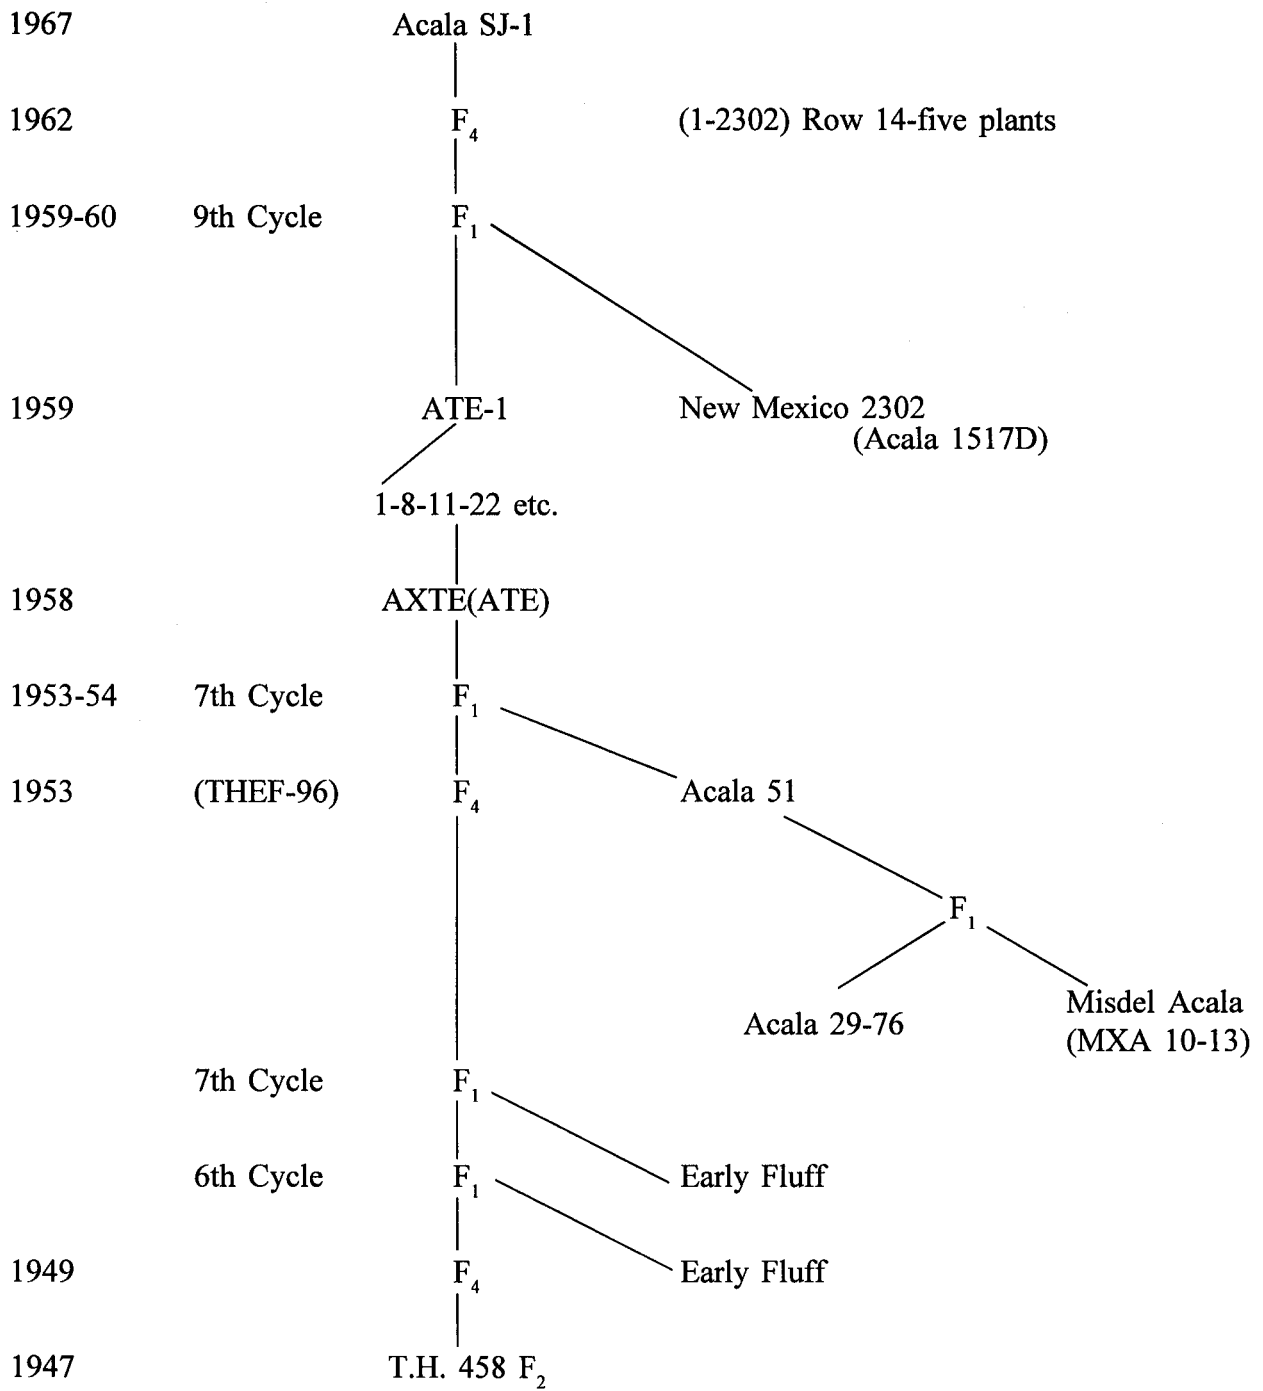 1967 Acala SJ-1
1962 F4 (1-2302) Row 14-five plants
1959-60 9th Cycle F1
1959 ATE-1 New Mexico 2302
(Acala 1517D)
1-8-11-22 etc.
1958 AXTE(ATE)
1953-54 7th Cycle F1
1953 (THEF-96) F4 Acala 51
F1
Acala 29-76 Misdel Acala
(MXA 10-13)
7th Cycle F1
6th Cycle F1 Early Fluff
1949 F4 Early Fluff
1947 T.H. 458 F2